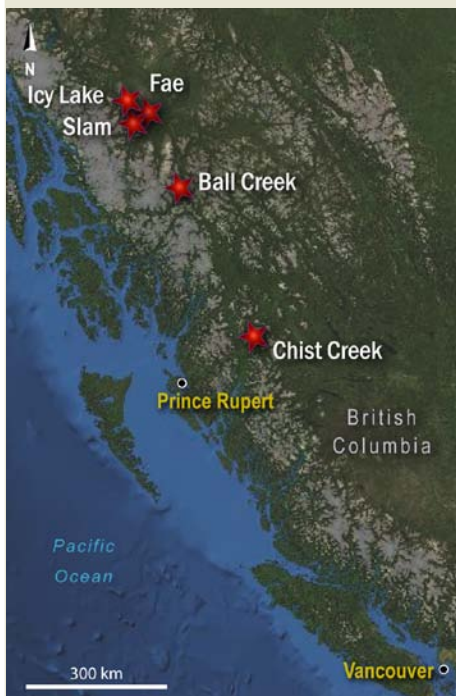 N
Fae
Icy Lake
Slam
Ball Creek
Chist Creek
Prince Rupert
British
Columbia
Pacific
Ocean
300 km
Vancouver